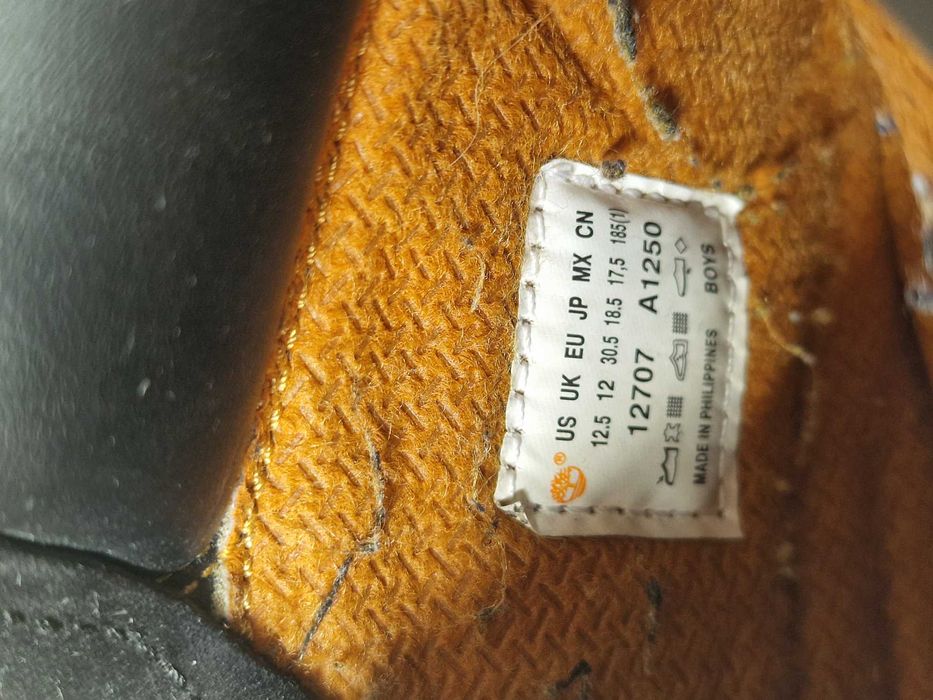 ®
US UK EU JP MX CN
12.5 12 30.5 18.5 17,5 185(1)
12707 A1250
MADE IN PHILIPPINES BOYS